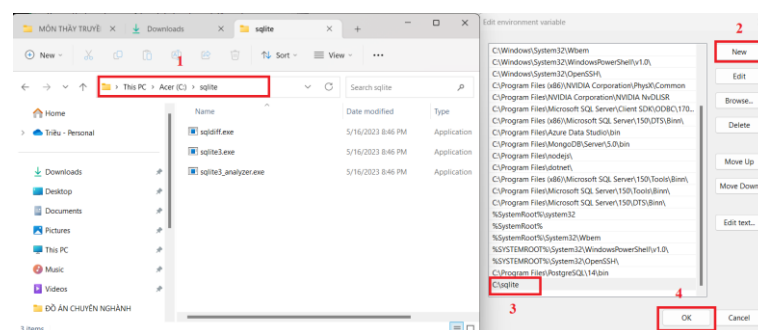 MÔN THẦY TRUYỀ
Downloads
sqlite
New
Sort
View
1
This PC > Acer (C:) > sqlite
Search sqlite
Home
Triều - Personal
Downloads
Desktop
Documents
Pictures
This PC
Music
Videos
ĐỒ ÁN CHUYÊN NGHÀNH
3 items
Name Date modified Type
sqldiff.exe 5/16/2023 8:46 PM Application
sqlite3.exe 5/16/2023 8:46 PM Application
sqlite3_analyzer.exe 5/16/2023 8:46 PM Application
Edit environment variable
C:\Windows\System32\Wbem
C:\Windows\System32\WindowsPowerShell\v1.0\
C:\Windows\System32\OpenSSH\
C:\Program Files (x86)\NVIDIA Corporation\PhysX\Common
C:\Program Files\NVIDIA Corporation\NVIDIA NvDLISR
C:\Program Files\Microsoft SQL Server\Client SDK\ODBC\170...
C:\Program Files (x86)\Microsoft SQL Server\150\DTS\Binn\
C:\Program Files\Azure Data Studio\bin
C:\Program Files\MongoDB\Server\5.0\bin
C:\Program Files\nodejs\
C:\Program Files\dotnet\
C:\Program Files (x86)\Microsoft SQL Server\150\Tools\Binn\
C:\Program Files\Microsoft SQL Server\150\Tools\Binn\
C:\Program Files\Microsoft SQL Server\150\DTS\Binn\
%SystemRoot%\system32
%SystemRoot%
%SystemRoot%\System32\Wbem
%SYSTEMROOT%\System32\WindowsPowerShell\v1.0\
%SYSTEMROOT%\System32\OpenSSH\
C:\Program Files\PostgreSQL\14\bin
C:\sqlite
2
New
Edit
Browse...
Delete
Move Up
Move Down
Edit text...
3
4
OK
Cancel